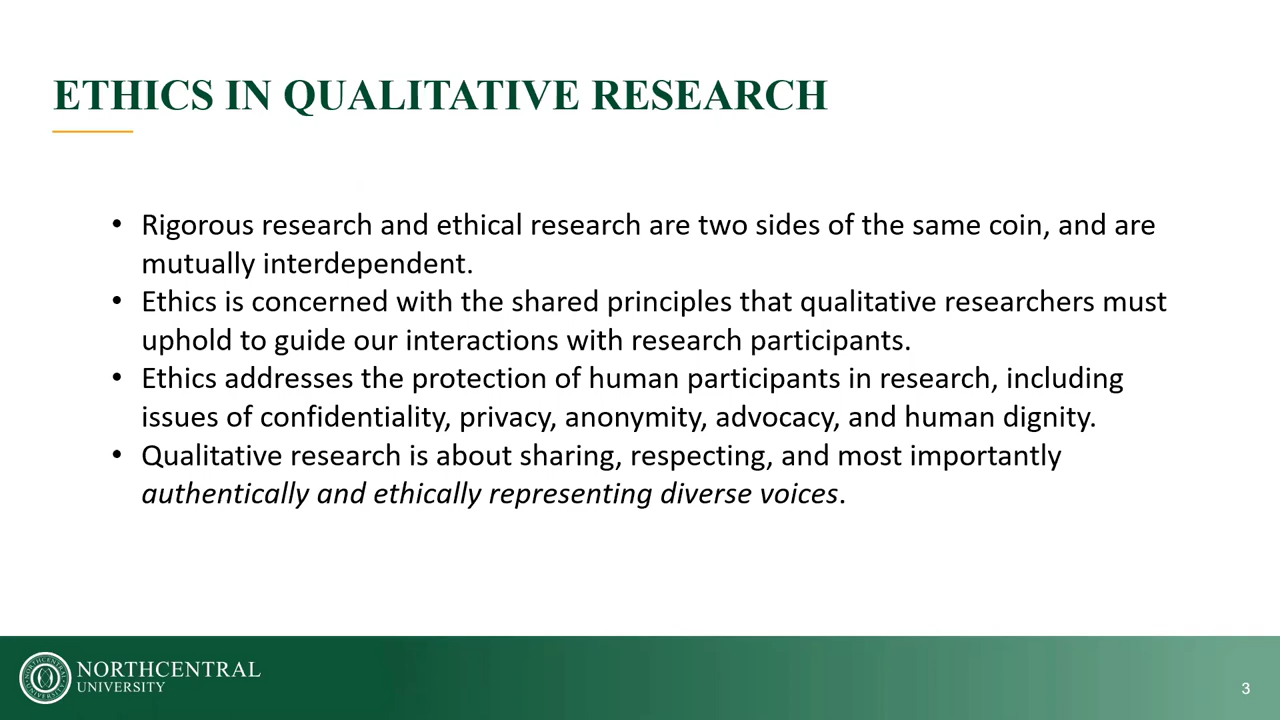 ETHICS IN QUALITATIVE RESEARCH
• Rigorous research and ethical research are two sides of the same coin, and are
mutually interdependent.
• Ethics is concerned with the shared principles that qualitative researchers must
uphold to guide our interactions with research participants.
• Ethics addresses the protection of human participants in research, including
issues of confidentiality, privacy, anonymity, advocacy, and human dignity.
• Qualitative research is about sharing, respecting, and most importantly
authentically and ethically representing diverse voices.
NORTHCENTRAL
UNIVERSITY
3